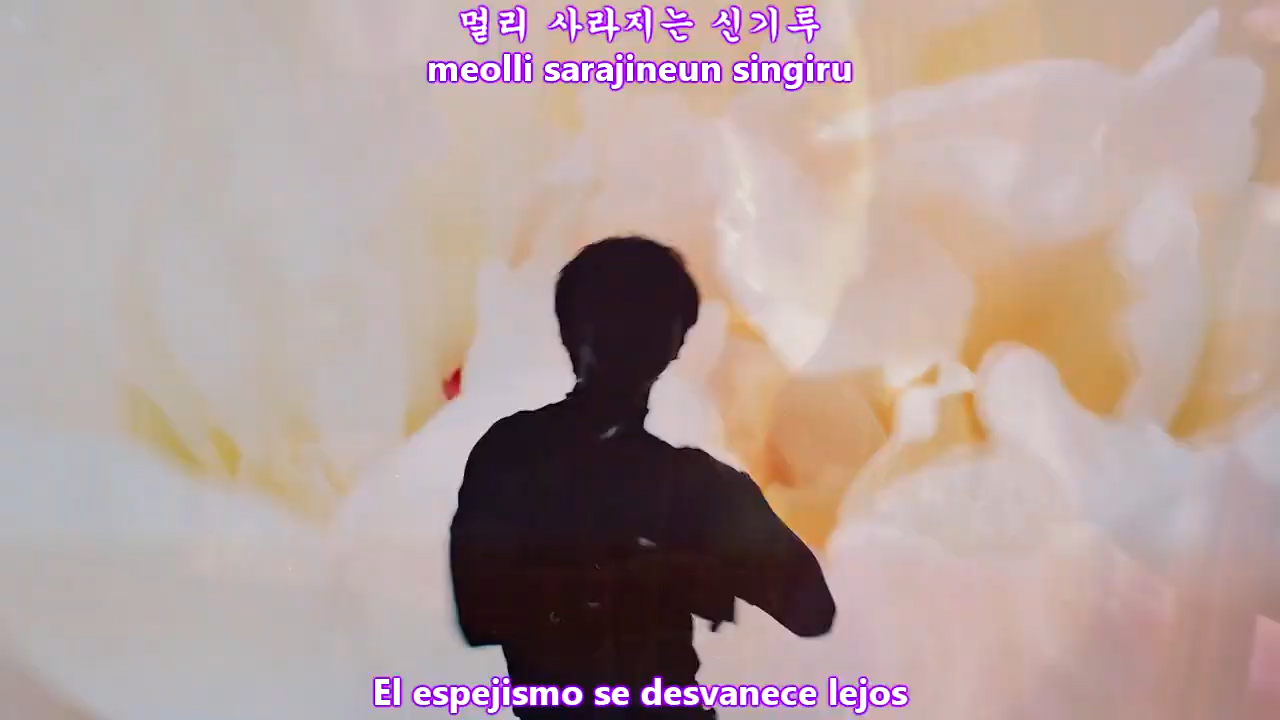 멀리 사라지는 신기루
meolli sarajineun singiru
El espejismo se desvanece lejos